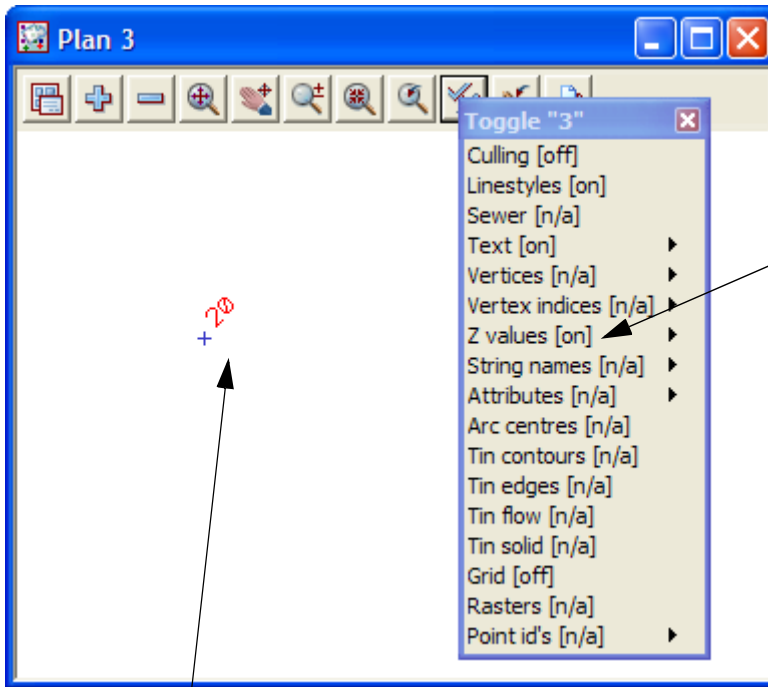 Plan 3
Toggle "3"
Culling [off]
Linestyles [on]
Sewer [n/a]
Text [on]
Vertices [n/a]
Vertex indices [n/a]
Z values [on]
String names [n/a]
Attributes [n/a]
Arc centres [n/a]
Tin contours [n/a]
Tin edges [n/a]
Tin flow [n/a]
Tin solid [n/a]
Grid [off]
Rasters [n/a]
Point id's [n/a]
20